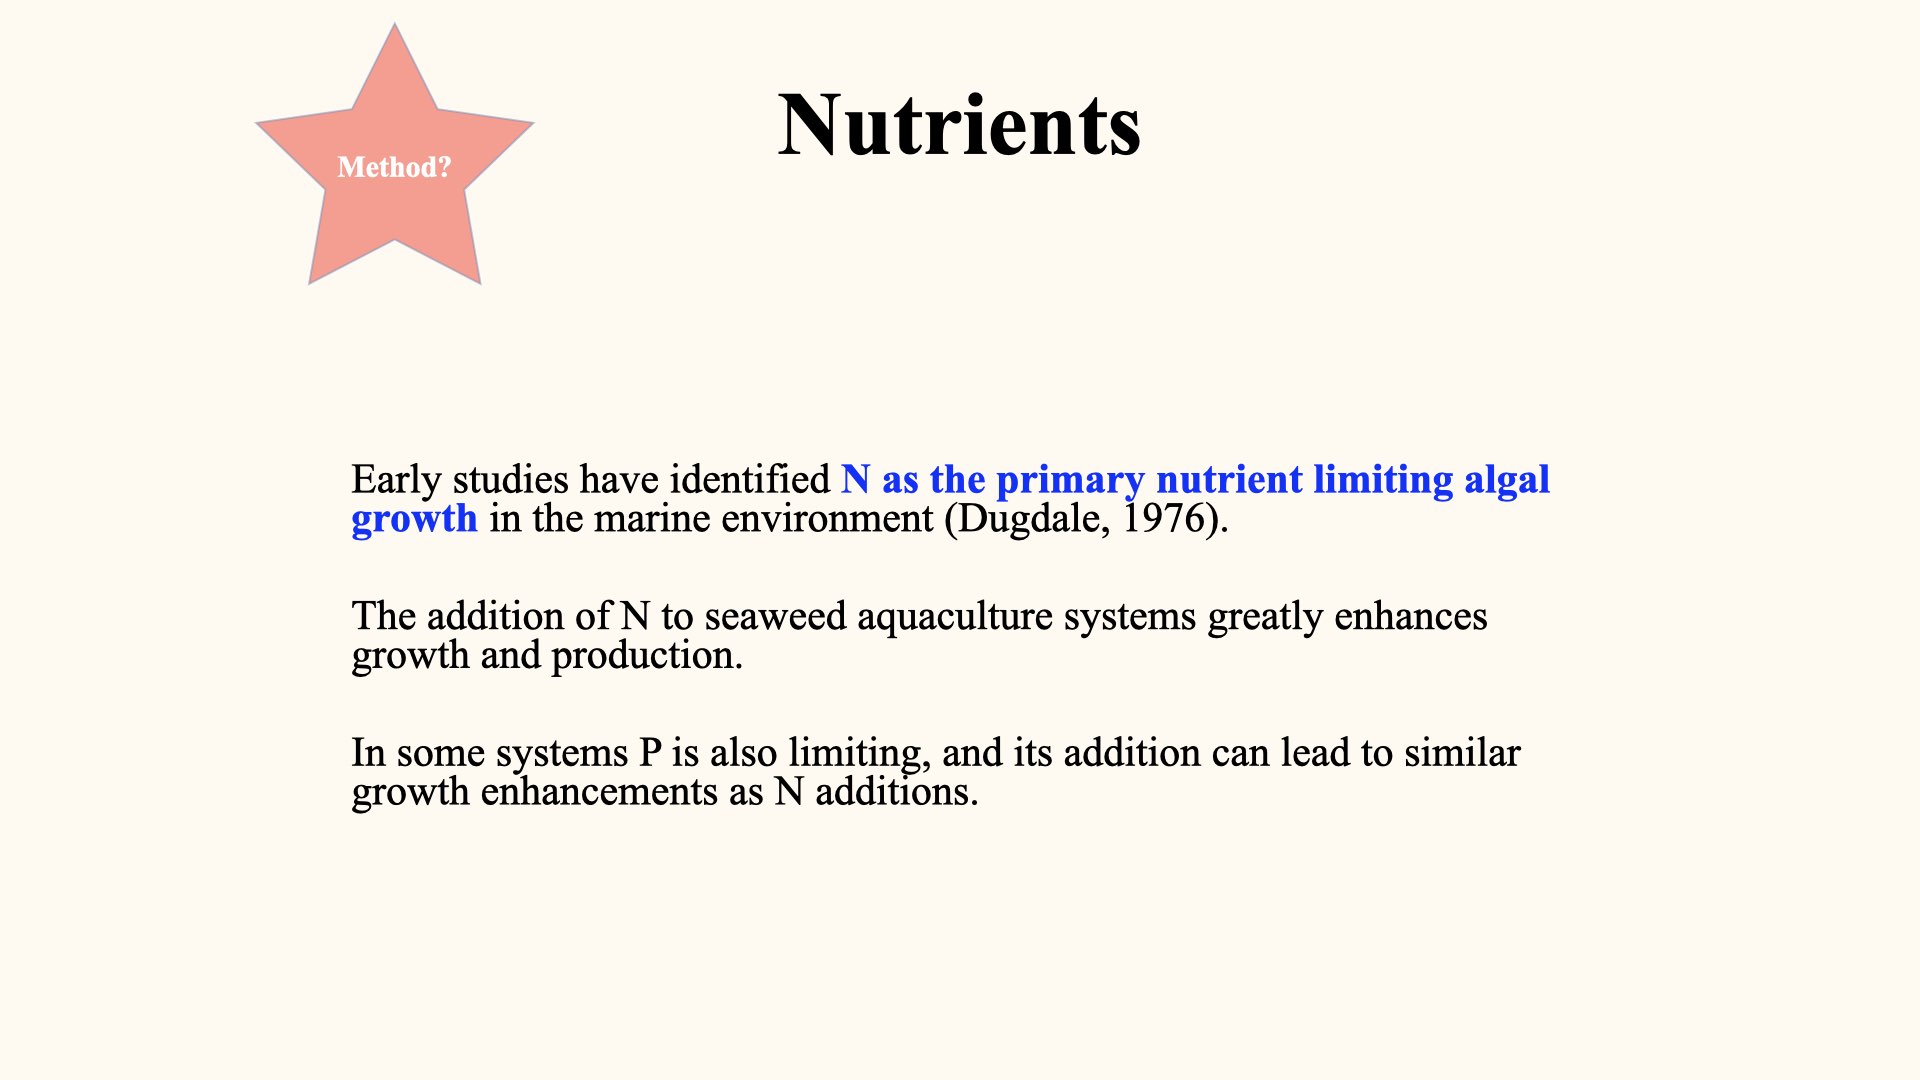 Method?
Nutrients
Early studies have identified N as the primary nutrient limiting algal
growth in the marine environment (Dugdale, 1976).
The addition of N to seaweed aquaculture systems greatly enhances
growth and production.
In some systems P is also limiting, and its addition can lead to similar
growth enhancements as N additions.